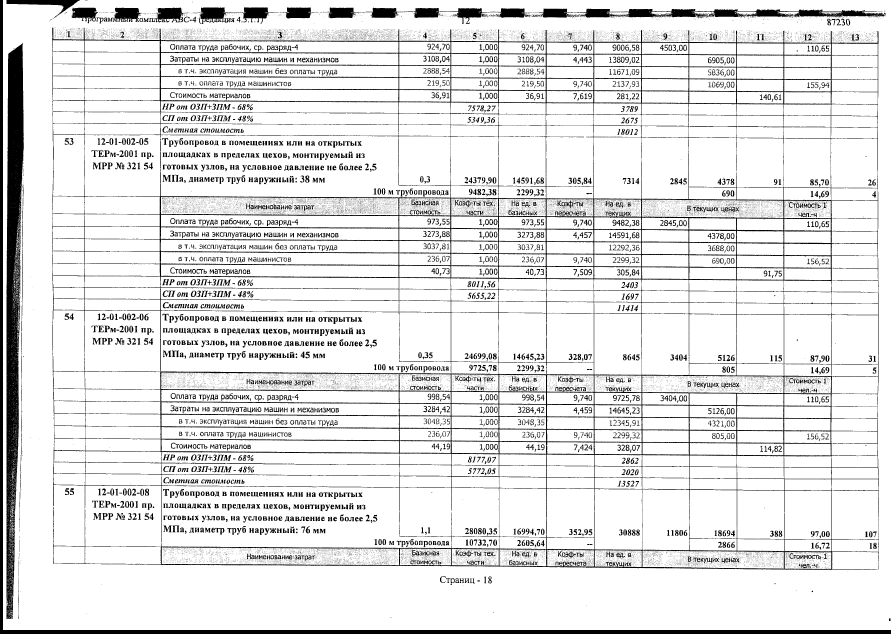 Программный комплекс АВС-4 (редакция 4.5.1.1) 12 87230
1 2 3 4 5 6 7 8 9 10 11 12 13
Оплата труда рабочих, ср. разряд-4 924,70 1,000 924,70 9,740 9006,58 4503,00 110,65
Затраты на эксплуатацию машин и механизмов 3108,04 1,000 3108,04 4,443 13809,02 6905,00
в т.ч. эксплуатация машин без оплаты труда 2888,54 1,000 2888,54 11671,09 5836,00
в т.ч. оплата труда машинистов 219,50 1,000 219,50 9,740 2137,93 1069,00 155,94
Стоимость материалов 36,91 1,000 36,91 7,619 281,22 140,61
НР от ОЗП+ЗПМ - 68% 7578,27 3789
СП от ОЗП+ЗПМ - 48% 5349,36 2675
Сметная стоимость 18012
53 12-01-002-05 Трубопровод в помещениях или на открытых
ТЕРм-2001 пр. площадках в пределах цехов, монтируемый из
МРР № 321 54 готовых узлов, на условное давление не более 2,5
МПа, диаметр труб наружный: 38 мм 0,3 24379,90 14591,68 305,84 7314 2845 4378 91 85,70 26
100 м трубопровода 9482,38 2299,32 -- 690 14,69 4
Наименование затрат Базисная стоимость Коэф-ты тех. части На ед. в базисных Коэф-ты пересчета На ед. в текущих В текущих ценах Стоимость 1 чел.-ч
Оплата труда рабочих, ср. разряд-4 973,55 1,000 973,55 9,740 9482,38 2845,00 110,65
Затраты на эксплуатацию машин и механизмов 3273,88 1,000 3273,88 4,457 14591,68 4378,00
в т.ч. эксплуатация машин без оплаты труда 3037,81 1,000 3037,81 12292,36 3688,00
в т.ч. оплата труда машинистов 236,07 1,000 236,07 9,740 2299,32 690,00 156,52
Стоимость материалов 40,73 1,000 40,73 7,509 305,84 91,75
НР от ОЗП+ЗПМ - 68% 8011,56 2403
СП от ОЗП+ЗПМ - 48% 5655,22 1697
Сметная стоимость 11414
54 12-01-002-06 Трубопровод в помещениях или на открытых
ТЕРм-2001 пр. площадках в пределах цехов, монтируемый из
МРР № 321 54 готовых узлов, на условное давление не более 2,5
МПа, диаметр труб наружный: 45 мм 0,35 24699,08 14645,23 328,07 8645 3404 5126 115 87,90 31
100 м трубопровода 9725,78 2299,32 -- 805 14,69 5
Наименование затрат Базисная стоимость Коэф-ты тех. части На ед. в базисных Коэф-ты пересчета На ед. в текущих В текущих ценах Стоимость 1 чел.-ч
Оплата труда рабочих, ср. разряд-4 998,54 1,000 998,54 9,740 9725,78 3404,00 110,65
Затраты на эксплуатацию машин и механизмов 3284,42 1,000 3284,42 4,459 14645,23 5126,00
в т.ч. эксплуатация машин без оплаты труда 3048,35 1,000 3048,35 12345,91 4321,00
в т.ч. оплата труда машинистов 236,07 1,000 236,07 9,740 2299,32 805,00 156,52
Стоимость материалов 44,19 1,000 44,19 7,424 328,07 114,82
НР от ОЗП+ЗПМ - 68% 8177,07 2862
СП от ОЗП+ЗПМ - 48% 5772,05 2020
Сметная стоимость 13527
55 12-01-002-08 Трубопровод в помещениях или на открытых
ТЕРм-2001 пр. площадках в пределах цехов, монтируемый из
МРР № 321 54 готовых узлов, на условное давление не более 2,5
МПа, диаметр труб наружный: 76 мм 1,1 28080,35 16994,70 352,95 30888 11806 18694 388 97,00 107
100 м трубопровода 10732,70 2605,64 -- 2866 16,72 18
Наименование затрат Базисная стоимость Коэф-ты тех. части На ед. в базисных Коэф-ты пересчета На ед. в текущих В текущих ценах Стоимость 1 чел.-ч
Страниц - 18